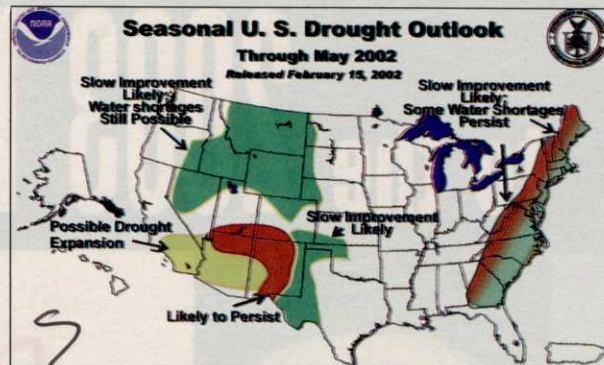 NOAA
Seasonal U. S. Drought Outlook
Through May 2002
Released February 15, 2002
Slow Improvement
Likely;
Water shortages
Still Possible
Slow Improvement
Likely;
Some Water Shortages
Persist
Possible Drought
Expansion
Slow Improvement
Likely
Likely to Persist